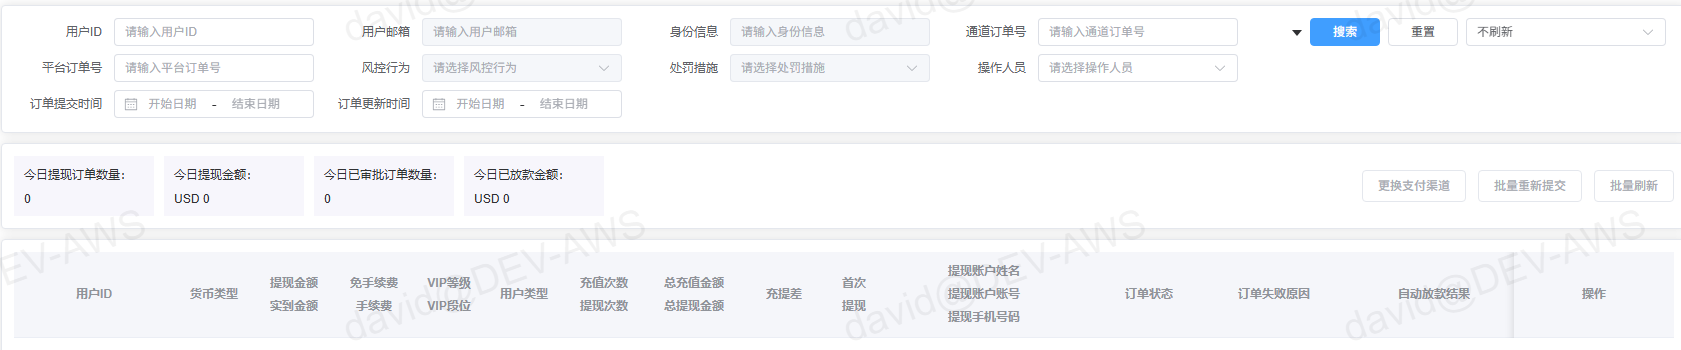 用户ID 请输入用户ID 用户邮箱 请输入用户邮箱 身份信息 请输入身份信息 通道订单号 请输入通道订单号 搜索 重置 不刷新
平台订单号 请输入平台订单号 风控行为 请选择风控行为 处罚措施 请选择处罚措施 操作人员 请选择操作人员
订单提交时间 开始日期 - 结束日期 订单更新时间 开始日期 - 结束日期
今日提现订单数量: 今日提现金额: 今日已审批订单数量: 今日已放款金额:
0 USD 0 0 USD 0
更换支付渠道 批量重新提交 批量刷新
用户ID 货币类型 提现金额 免手续费 VIP等级 用户类型 充值次数 总充值金额 充提差 首次 提现账户姓名 订单状态 订单失败原因 自动放款结果 操作
实到金额 手续费 VIP段位 提现次数 总提现金额 提现 提现账户账号
提现手机号码
david@DEV-AWS